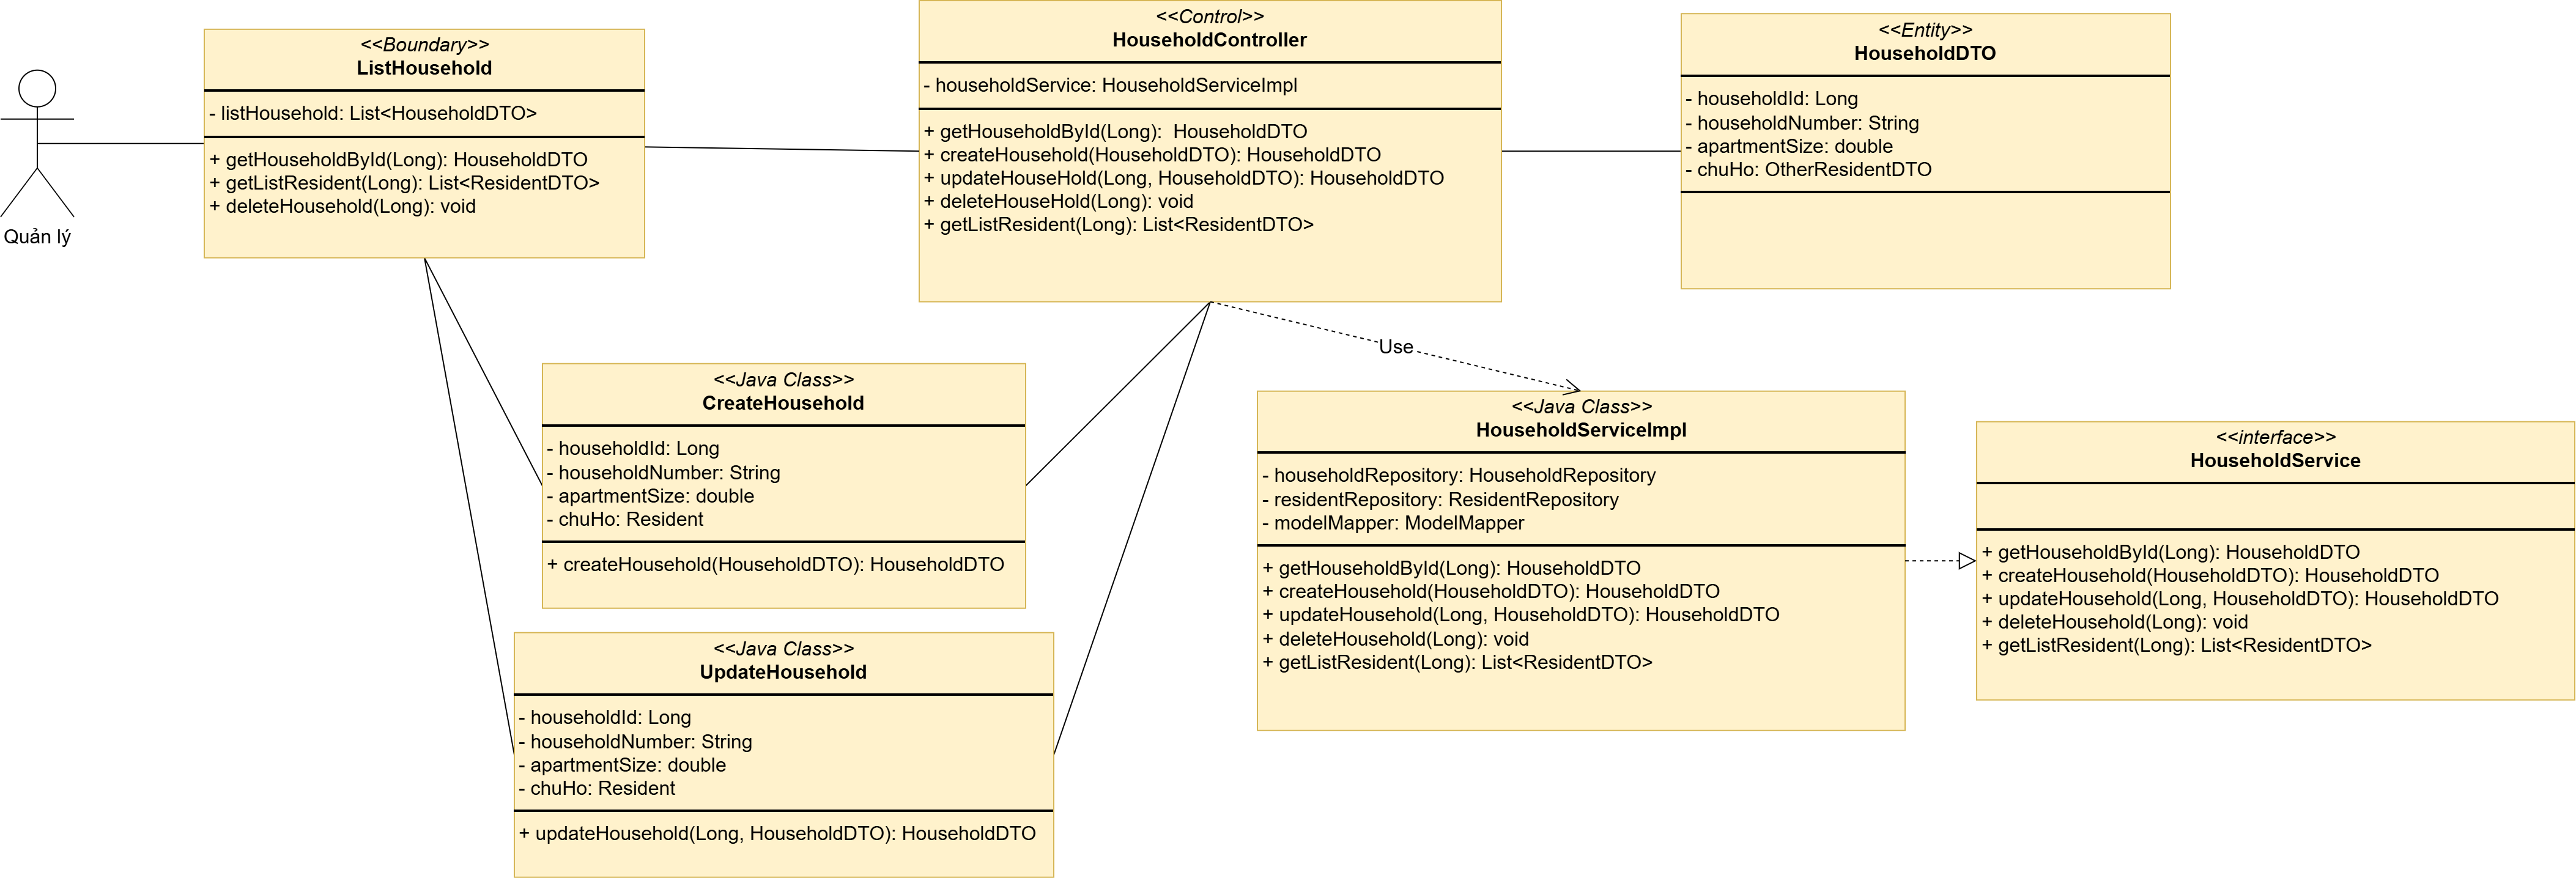 Quản lý
<<Boundary>>
ListHousehold
- listHousehold: List<HouseholdDTO>
+ getHouseholdById(Long): HouseholdDTO
+ getListResident(Long): List<ResidentDTO>
+ deleteHousehold(Long): void
<<Control>>
HouseholdController
- householdService: HouseholdServiceImpl
+ getHouseholdById(Long):  HouseholdDTO
+ createHousehold(HouseholdDTO): HouseholdDTO
+ updateHouseHold(Long, HouseholdDTO): HouseholdDTO
+ deleteHouseHold(Long): void
+ getListResident(Long): List<ResidentDTO>
<<Entity>>
HouseholdDTO
- householdId: Long
- householdNumber: String
- apartmentSize: double
- chuHo: OtherResidentDTO
Use
<<Java Class>>
CreateHousehold
- householdId: Long
- householdNumber: String
- apartmentSize: double
- chuHo: Resident
+ createHousehold(HouseholdDTO): HouseholdDTO
<<Java Class>>
UpdateHousehold
- householdId: Long
- householdNumber: String
- apartmentSize: double
- chuHo: Resident
+ updateHousehold(Long, HouseholdDTO): HouseholdDTO
<<Java Class>>
HouseholdServiceImpl
- householdRepository: HouseholdRepository
- residentRepository: ResidentRepository
- modelMapper: ModelMapper
+ getHouseholdById(Long): HouseholdDTO
+ createHousehold(HouseholdDTO): HouseholdDTO
+ updateHousehold(Long, HouseholdDTO): HouseholdDTO
+ deleteHousehold(Long): void
+ getListResident(Long): List<ResidentDTO>
<<interface>>
HouseholdService
+ getHouseholdById(Long): HouseholdDTO
+ createHousehold(HouseholdDTO): HouseholdDTO
+ updateHousehold(Long, HouseholdDTO): HouseholdDTO
+ deleteHousehold(Long): void
+ getListResident(Long): List<ResidentDTO>